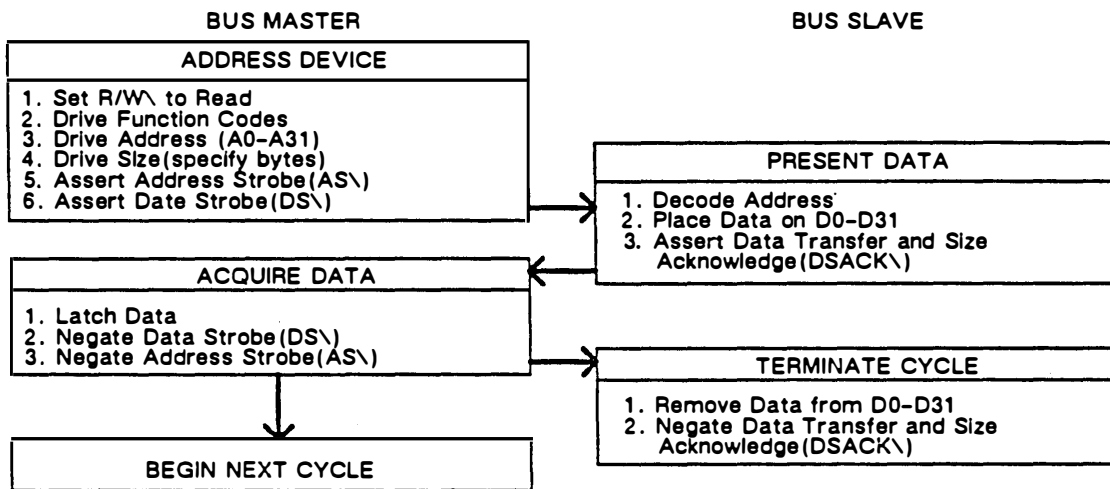 BUS MASTER
BUS SLAVE
ADDRESS DEVICE
1. Set R/W\ to Read
2. Drive Function Codes
3. Drive Address (A0-A31)
4. Drive Size(specify bytes)
5. Assert Address Strobe(AS\)
6. Assert Date Strobe(DS\)
PRESENT DATA
1. Decode Address
2. Place Data on D0-D31
3. Assert Data Transfer and Size
Acknowledge(DSACK\)
ACQUIRE DATA
1. Latch Data
2. Negate Data Strobe(DS\)
3. Negate Address Strobe(AS\)
TERMINATE CYCLE
1. Remove Data from D0-D31
2. Negate Data Transfer and Size
Acknowledge(DSACK\)
BEGIN NEXT CYCLE